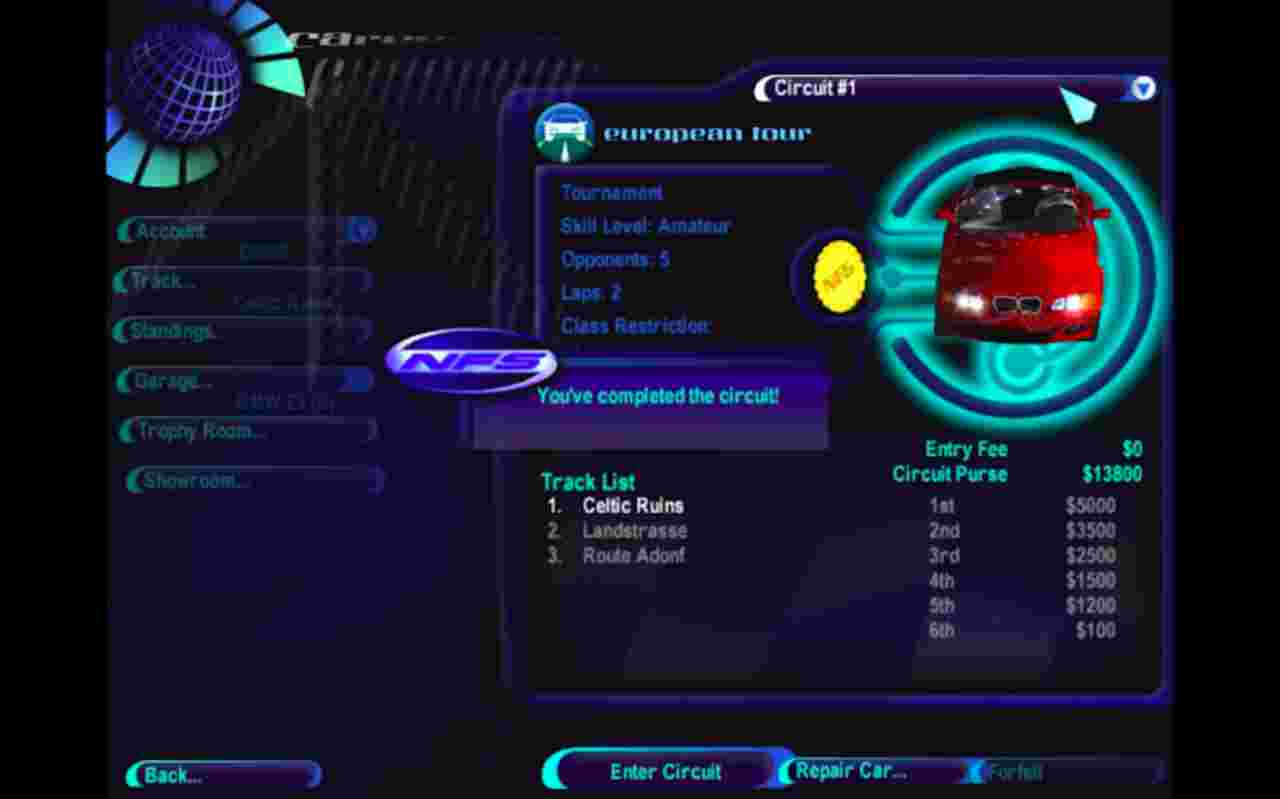 Circuit #1
european tour
Tournament
Skill Level: Amateur
Opponents: 5
Laps: 2
Class Restriction:
NFS
NFS
You've completed the circuit!
Account
Track...
Standings.
Garage...
Trophy Room...
Showroom...
Entry Fee $0
Circuit Purse $13800
1st $5000
2nd $3500
3rd $2500
4th $1500
5th $1200
6th $100
Track List
1. Celtic Ruins
2. Landstrasse
3. Route Adonf
Back...
Enter Circuit
Repair Car...
Forfeit